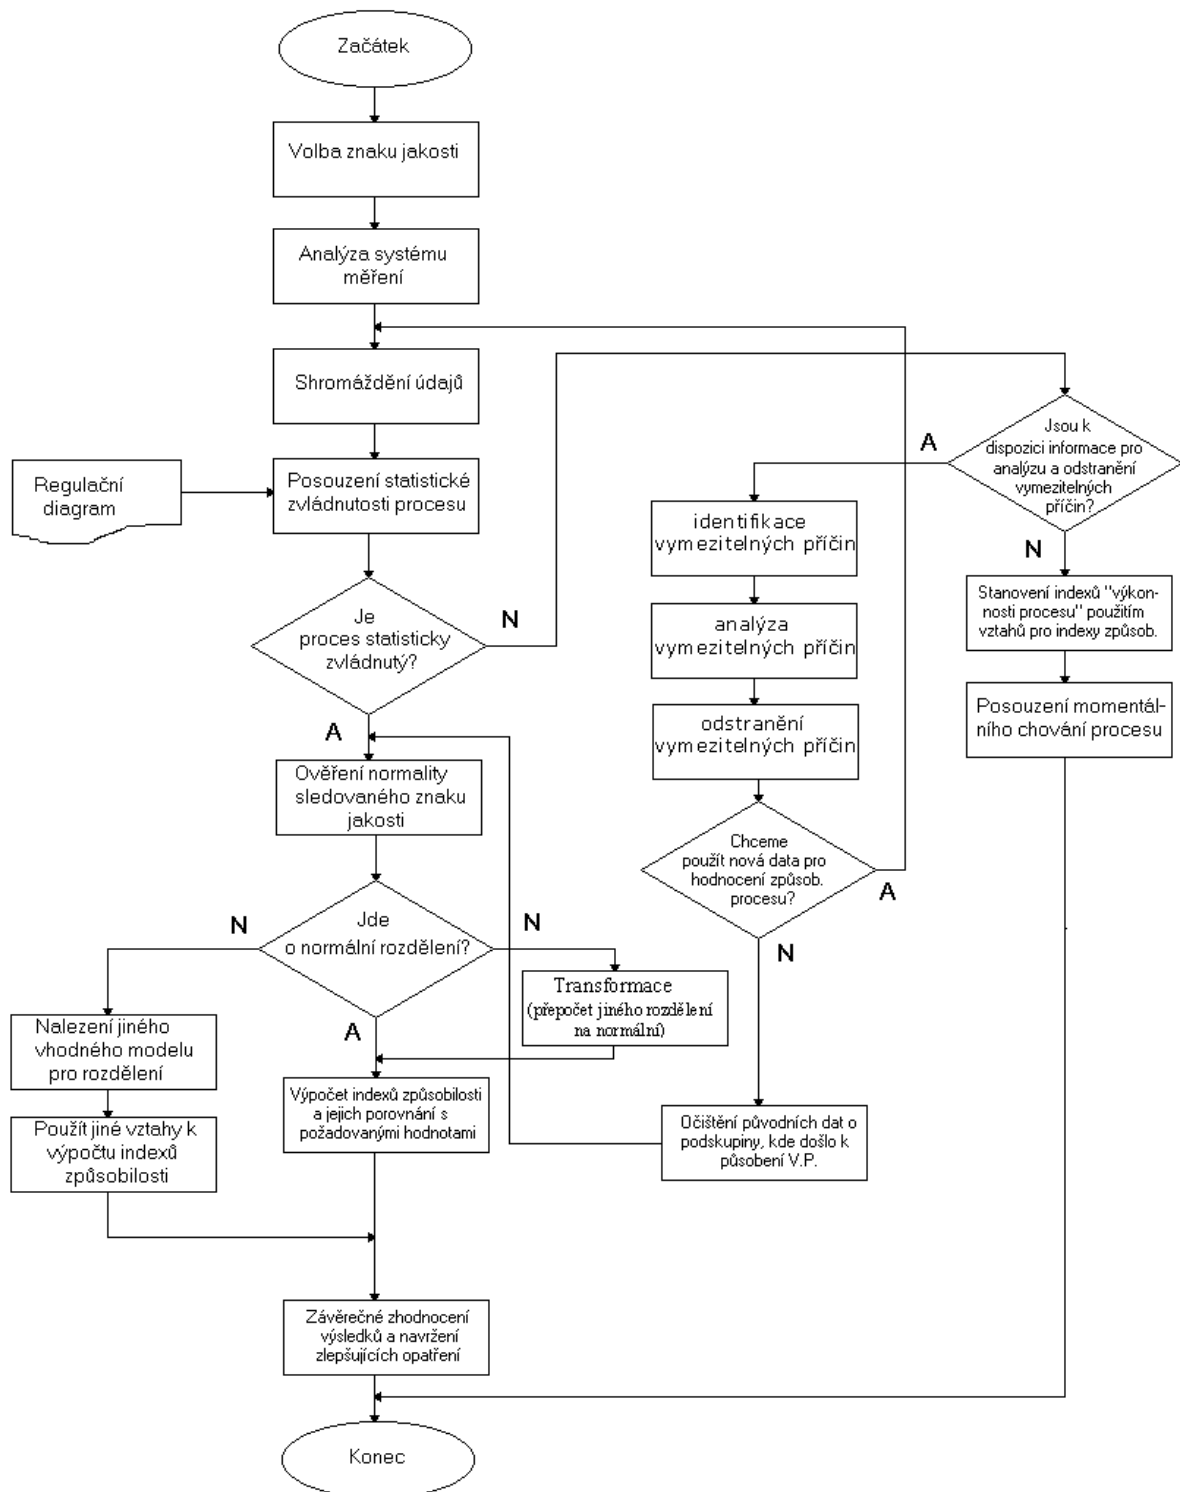 Začátek
Volba znaku jakosti
Analýza systému
měření
Shromáždění údajů
Regulační
diagram
Posouzení statistické
zvládnutosti procesu
Je
proces statisticky
zvládnutý?
N
A
Jsou k
dispozici informace pro
analýzu a odstranění
vymezitelných
příčin?
A
N
identifikace
vymezitelných příčin
analýza
vymezitelných příčin
odstranění
vymezitelných příčin
Stanovení indexů "výkon-
nosti procesu" použitím
vztahů pro indexy způsob.
Posouzení momentál-
ního chování procesu
Chceme
použít nová data pro
hodnocení způsob.
procesu?
A
N
Ověření normality
sledovaného znaku
jakosti
Jde
o normální rozdělení?
N
N
A
Transformace
(přepočet jiného rozdělení
na normální)
Nalezení jiného
vhodného modelu
pro rozdělení
Použít jiné vztahy k
výpočtu indexů
způsobilosti
Výpočet indexů způsobilosti
a jejich porovnání s
požadovanými hodnotami
Očištění původních dat o
podskupiny, kde došlo k
působení V.P.
Závěrečné zhodnocení
výsledků a navržení
zlepšujících opatření
Konec